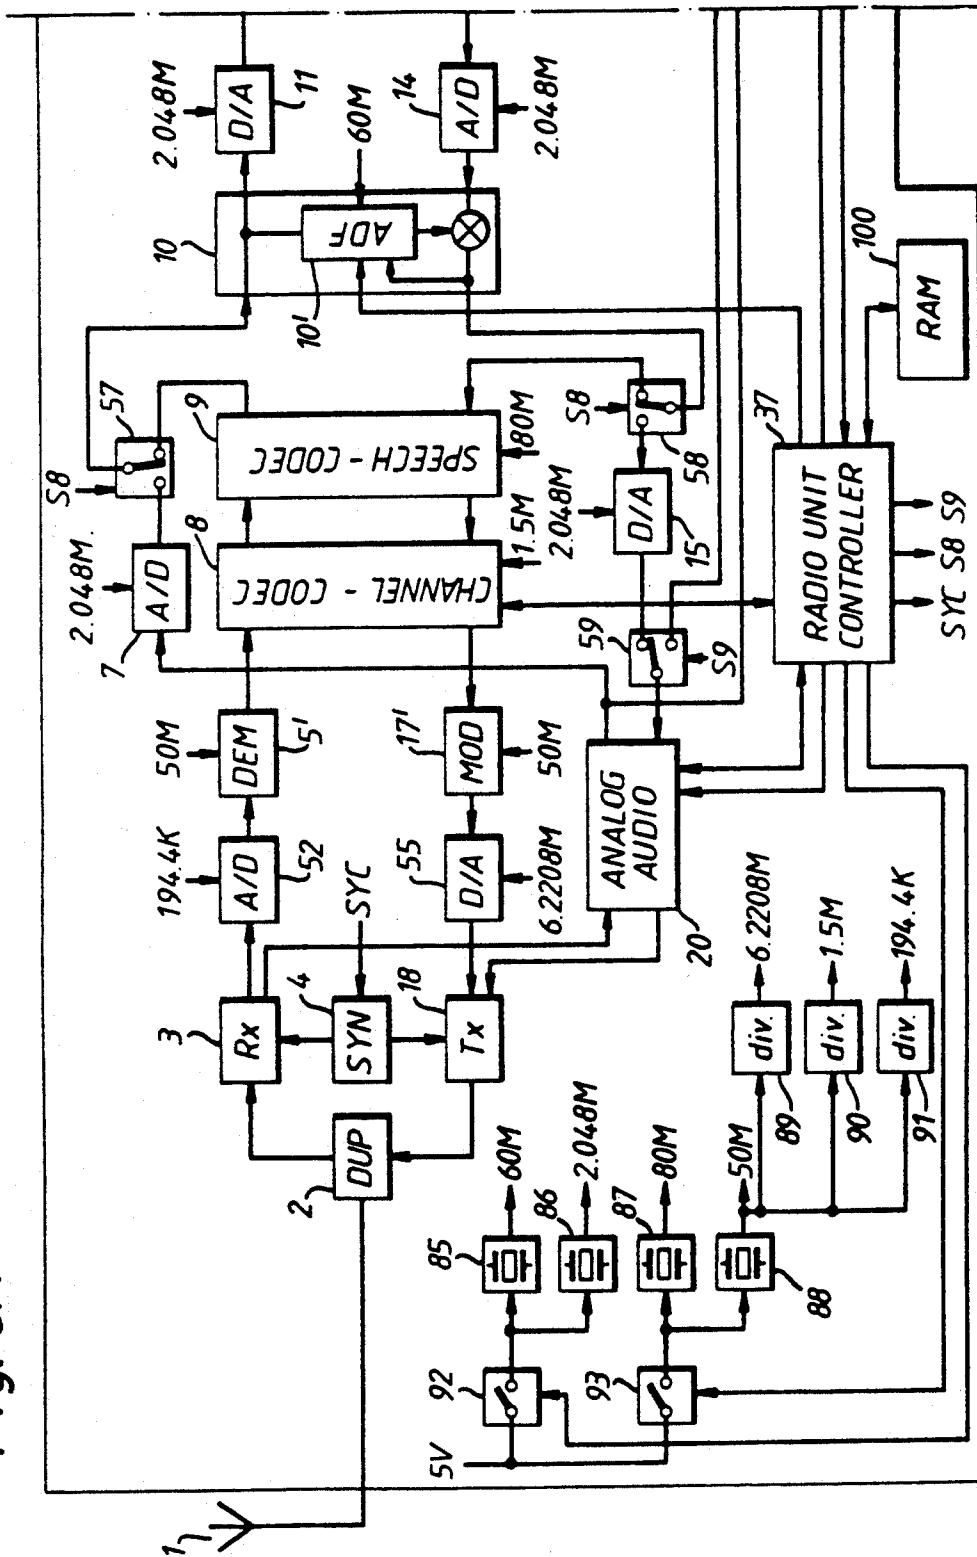 1
2
DUP
3
Rx
4
SYN
SYC
18
Tx
194.4K
A/D
52
50M
DEM
5'
55
D/A
6.2208M
17'
MOD
50M
2.048M.
A/D
7
S8
57
8
CHANNEL - CODEC
1.5M
9
SPEECH - CODEC
80M
10
10'
ADF
60M
2.048M
D/A
11
14
A/D
2.048M
S8
58
2.048M
D/A
15
59
S9
ANALOG
AUDIO
20
37
RADIO UNIT
CONTROLLER
SYC S8 S9
100
RAM
5V
92
93
85
60M
86
2.048M
87
80M
88
50M
div.
89
6.2208M
div.
90
1.5M
div.
91
194.4K